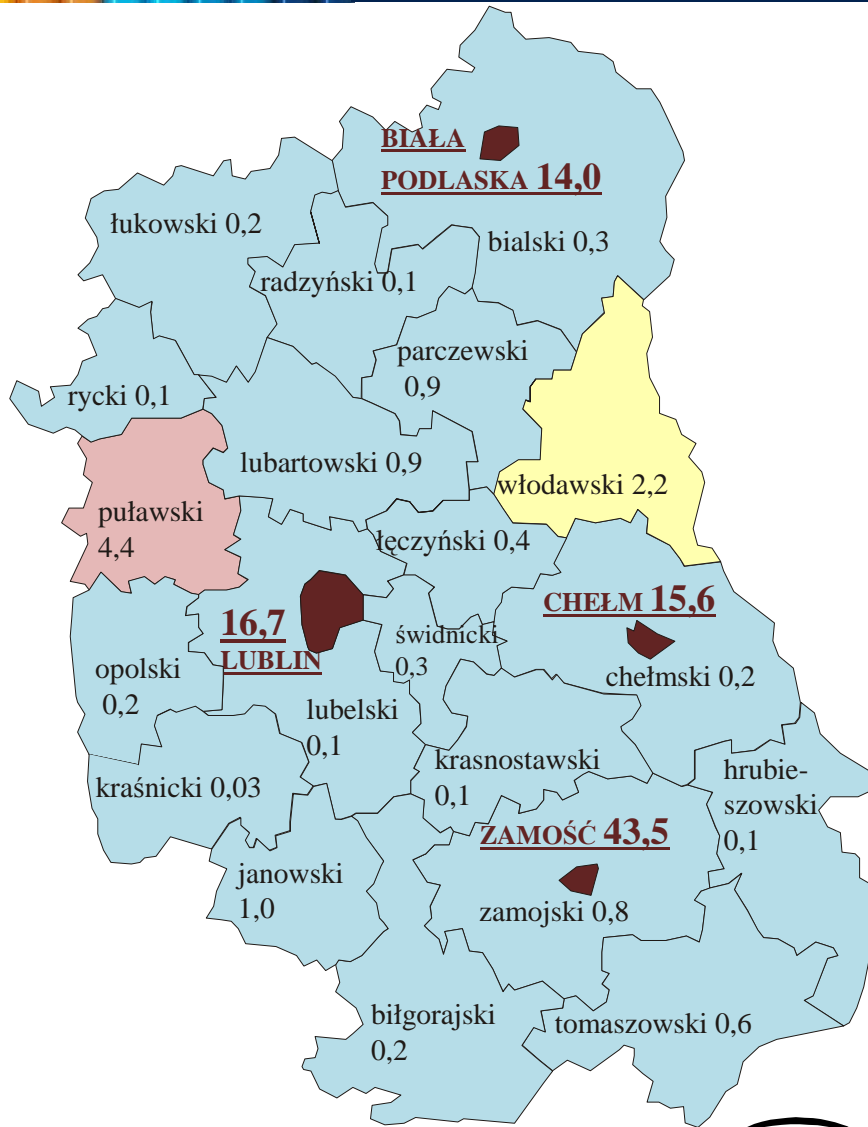 BIAŁA
PODLASKA 14,0
łukowski 0,2
bialski 0,3
radzyński 0,1
parczewski
0,9
rycki 0,1
lubartowski 0,9
włodawski 2,2
puławski
4,4
łęczyński 0,4
CHEŁM 15,6
16,7
LUBLIN
świdnicki
0,3
opolski
0,2
chełmski 0,2
lubelski
0,1
krasnostawski
0,1
hrubie-
szowski
0,1
kraśnicki 0,03
ZAMOŚĆ 43,5
janowski
1,0
zamojski 0,8
biłgorajski
0,2
tomaszowski 0,6